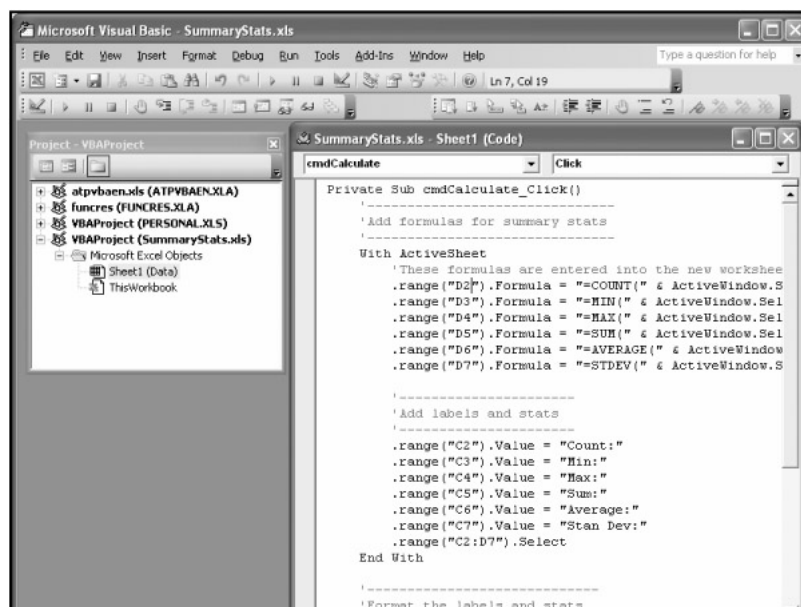 Microsoft Visual Basic - SummaryStats.xls
File Edit View Insert Format Debug Run Tools Add-Ins Window Help
Type a question for help
Ln 7, Col 19
Project - VBAProject
atpvbaen.xls (ATPVBAEN.XLA)
funcres (FUNCRES.XLA)
VBAProject (PERSONAL.XLS)
VBAProject (SummaryStats.xls)
Microsoft Excel Objects
Sheet1 (Data)
ThisWorkbook
SummaryStats.xls - Sheet1 (Code)
cmdCalculate Click
Private Sub cmdCalculate_Click()
'-------------------------------
'Add formulas for summary stats
'-------------------------------
With ActiveSheet
'These formulas are entered into the new workshee
.range("D2").Formula = "=COUNT(" & ActiveWindow.S
.range("D3").Formula = "=MIN(" & ActiveWindow.Sel
.range("D4").Formula = "=MAX(" & ActiveWindow.Sel
.range("D5").Formula = "=SUM(" & ActiveWindow.Sel
.range("D6").Formula = "=AVERAGE(" & ActiveWindow
.range("D7").Formula = "=STDEV(" & ActiveWindow.S
'----------------------
'Add labels and stats
'----------------------
.range("C2").Value = "Count:"
.range("C3").Value = "Min:"
.range("C4").Value = "Max:"
.range("C5").Value = "Sum:"
.range("C6").Value = "Average:"
.range("C7").Value = "Stan Dev:"
.range("C2:D7").Select
End With
'-----------------------------
'Format the labels and stats